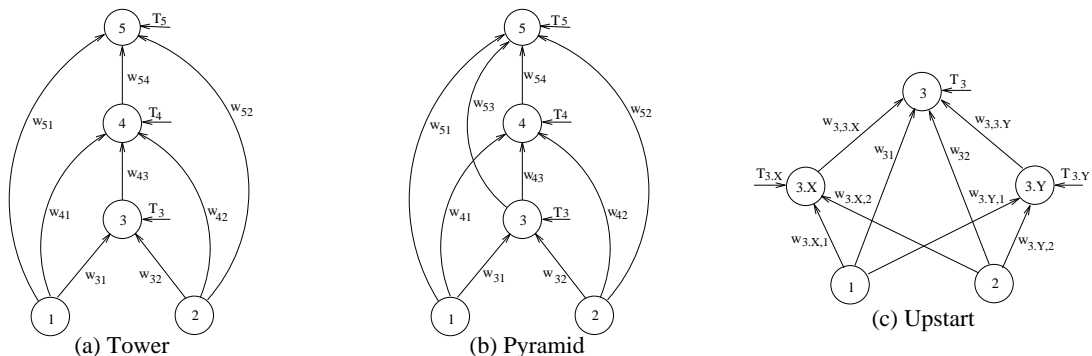 5
T5
w54
w51
w52
4
T4
w43
w41
w42
3
T3
w31
w32
1
2
(a) Tower
5
T5
w54
w53
w51
w52
4
T4
w43
w41
w42
3
T3
w31
w32
1
2
(b) Pyramid
3
T3
w3,3.X
w3,3.Y
w31
w32
T3.X
T3.Y
3.X
3.Y
w3.X,2
w3.Y,1
w3.X,1
w3.Y,2
1
2
(c) Upstart